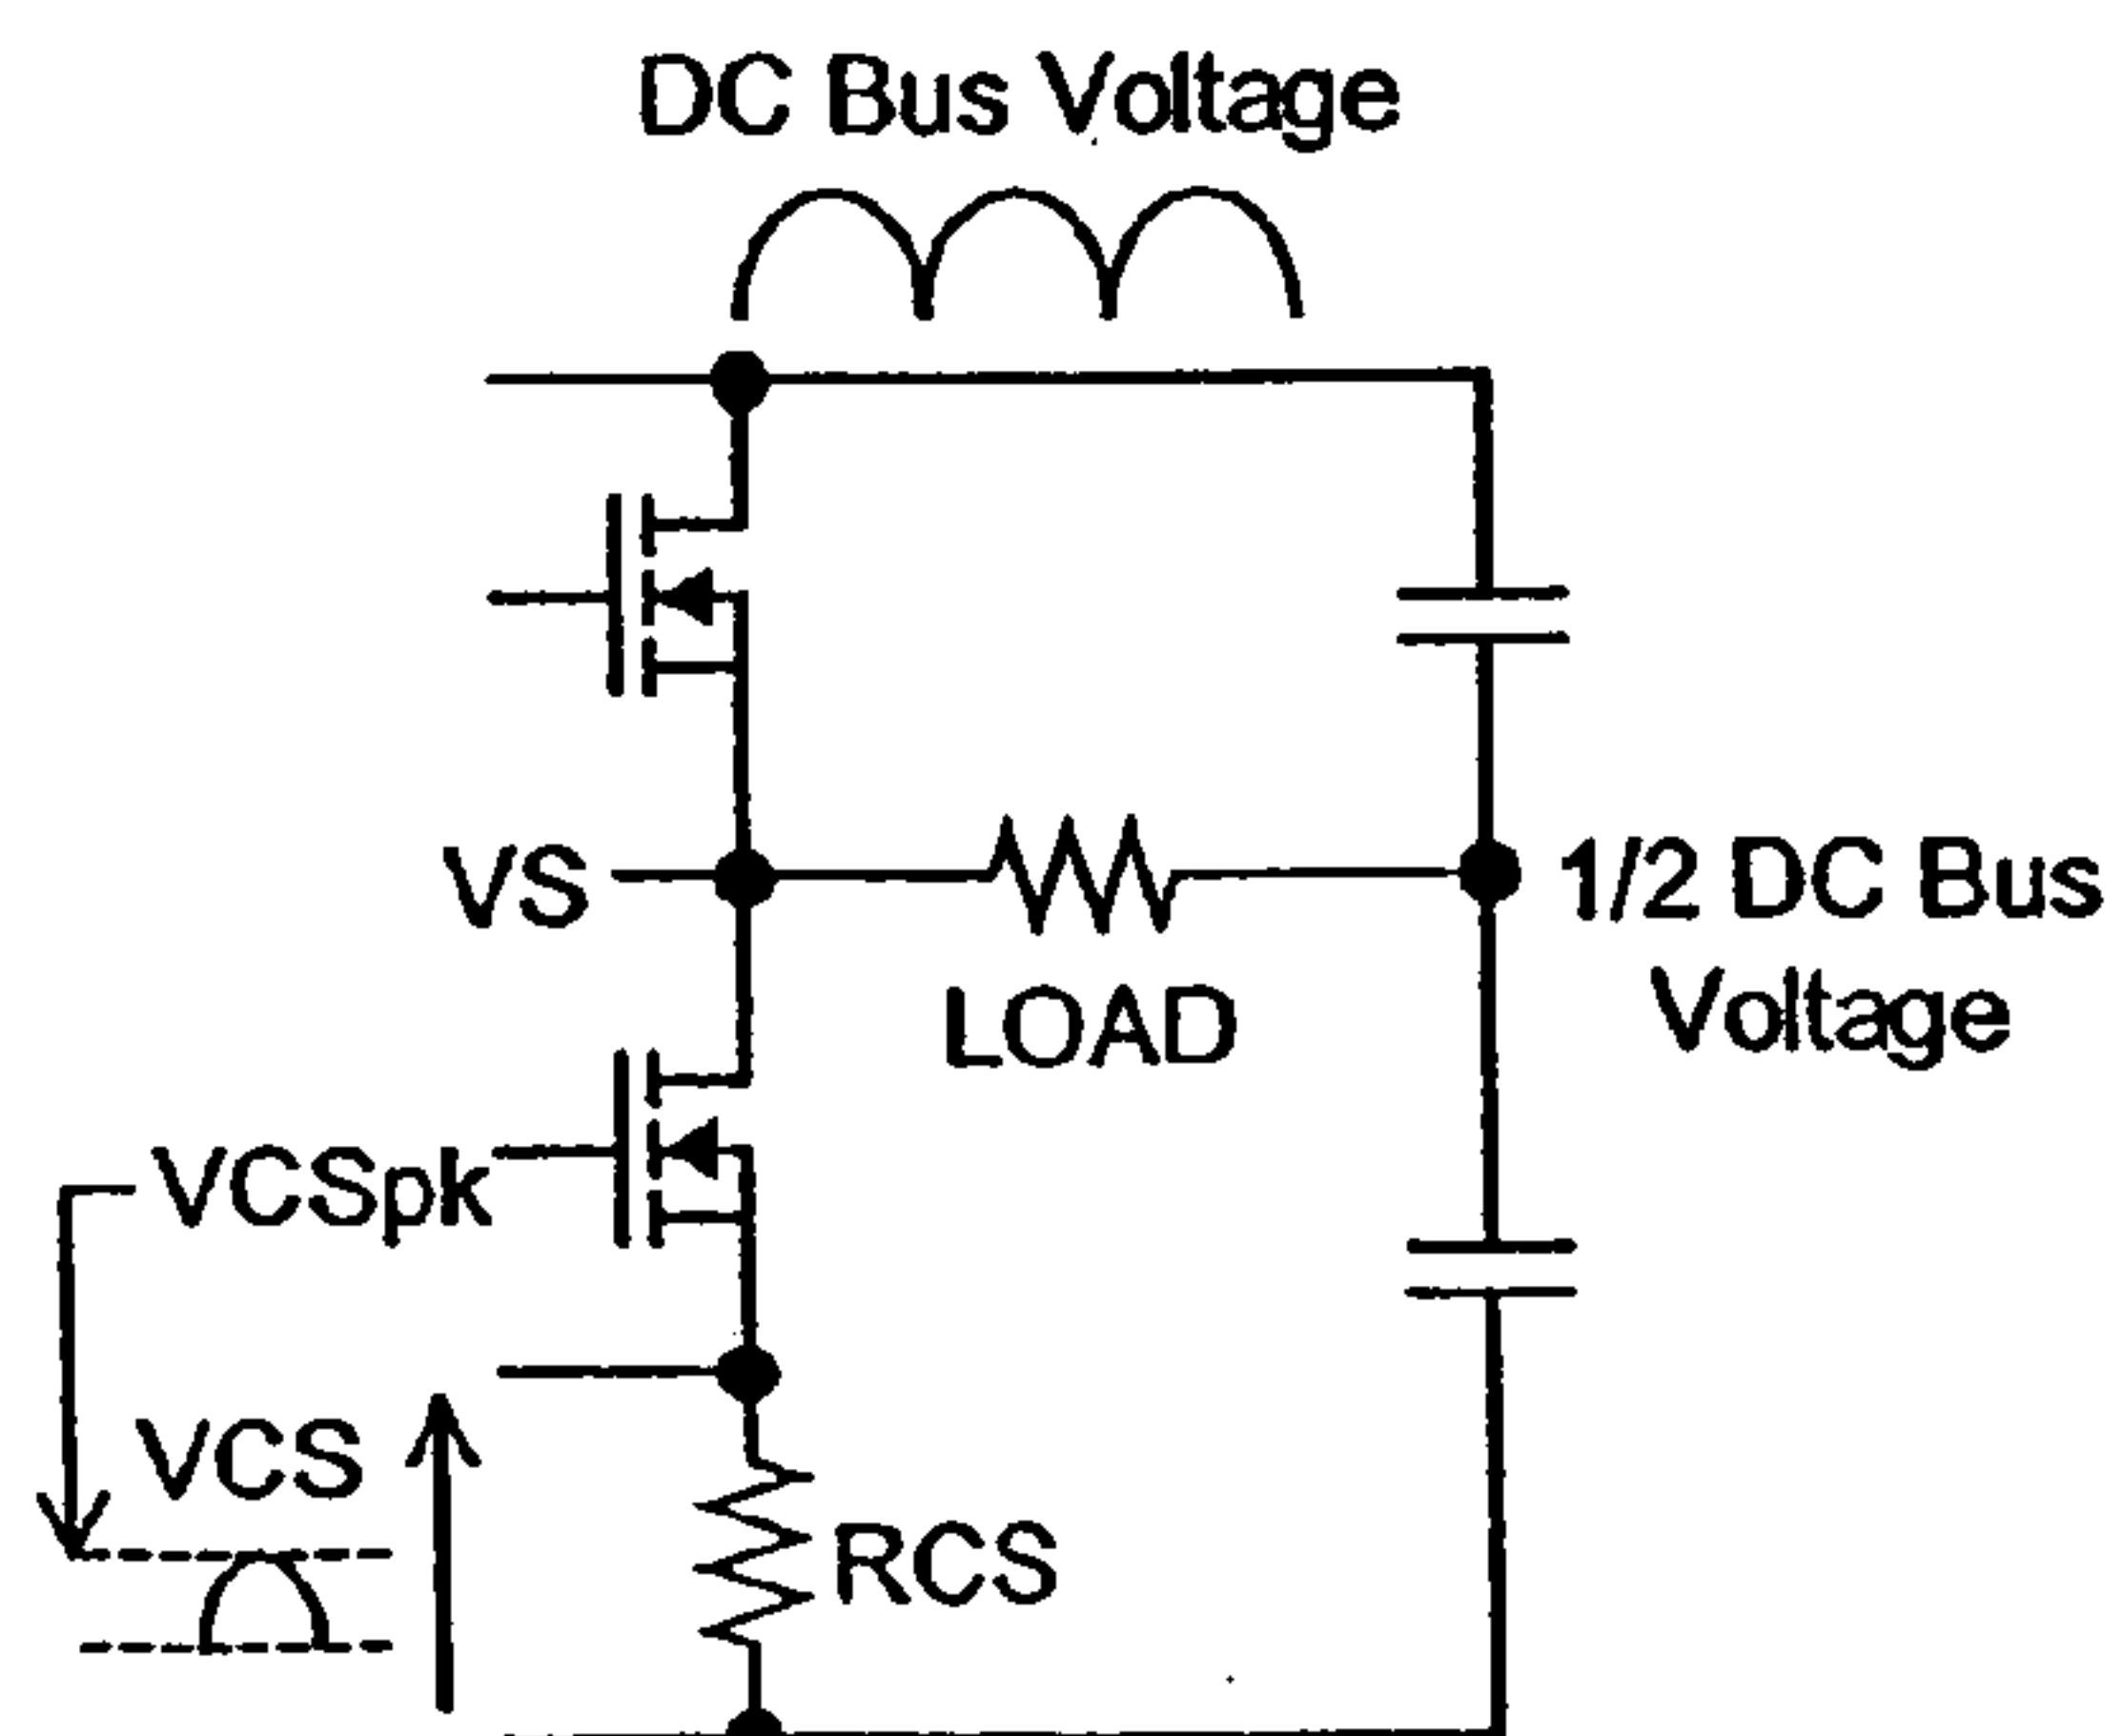 DC Bus Voltage
VS
LOAD
1/2 DC Bus
Voltage
VCSpk
VCS
RCS